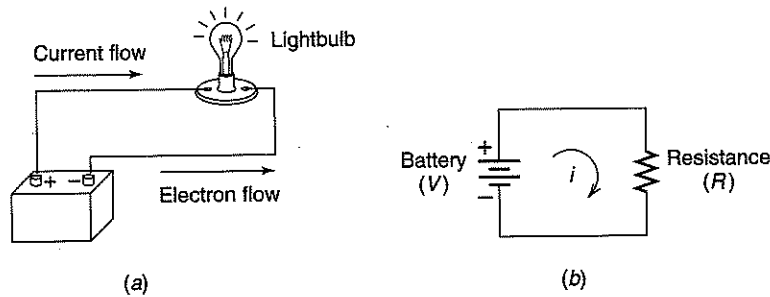 Current flow
Lightbulb
+ −
Electron flow
(a)
+
Battery
(V)
−
i
Resistance
(R)
(b)